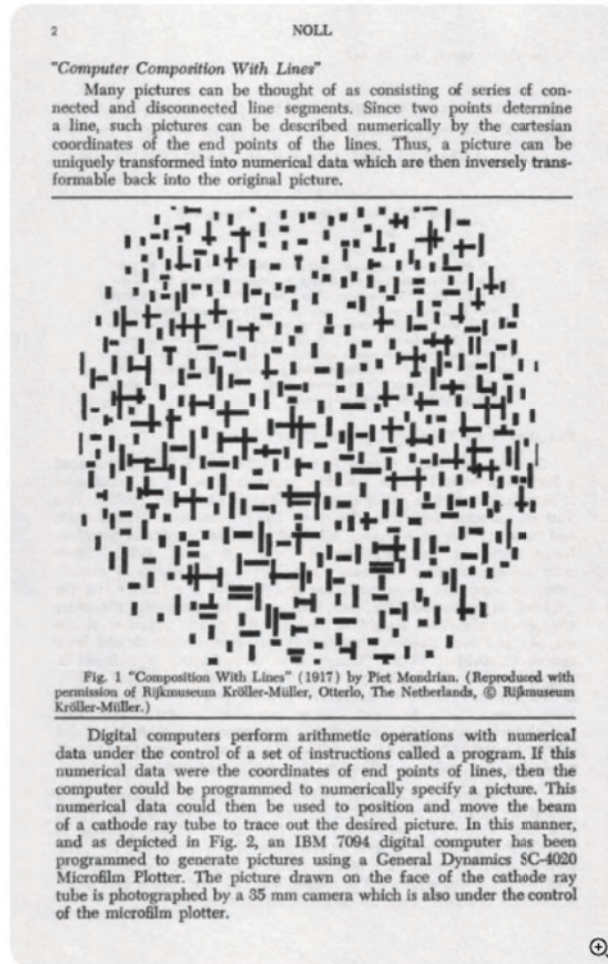 2
NOLL
"Computer Composition With Lines"
Many pictures can be thought of as consisting of series cf con-
nected and disconnected line segments. Since two points determine
a line, such pictures can be described numerically by the cartesian
coordinates of the end points of the lines. Thus, a picture can be
uniquely transformed into numerical data which are then inversely trans-
formable back into the original picture.
Fig. 1 "Composition With Lines" (1917) by Piet Mondrian. (Reproduced with
permission of Rijkmuseum Kröller-Müller, Otterlo, The Netherlands, © Rijkmuseum
Kröller-Müller.)
Digital computers perform arithmetic operations with numerical
data under the control of a set of instructions called a program. If this
numerical data were the coordinates of end points of lines, then the
computer could be programmed to numerically specify a picture. This
numerical data could then be used to position and move the beam
of a cathode ray tube to trace out the desired picture. In this manner,
and as depicted in Fig. 2, an IBM 7094 digital computer has been
programmed to generate pictures using a General Dynamics SC-4020
Microfilm Plotter. The picture drawn on the face of the cathode ray
tube is photographed by a 35 mm camera which is also under the control
of the microfilm plotter.